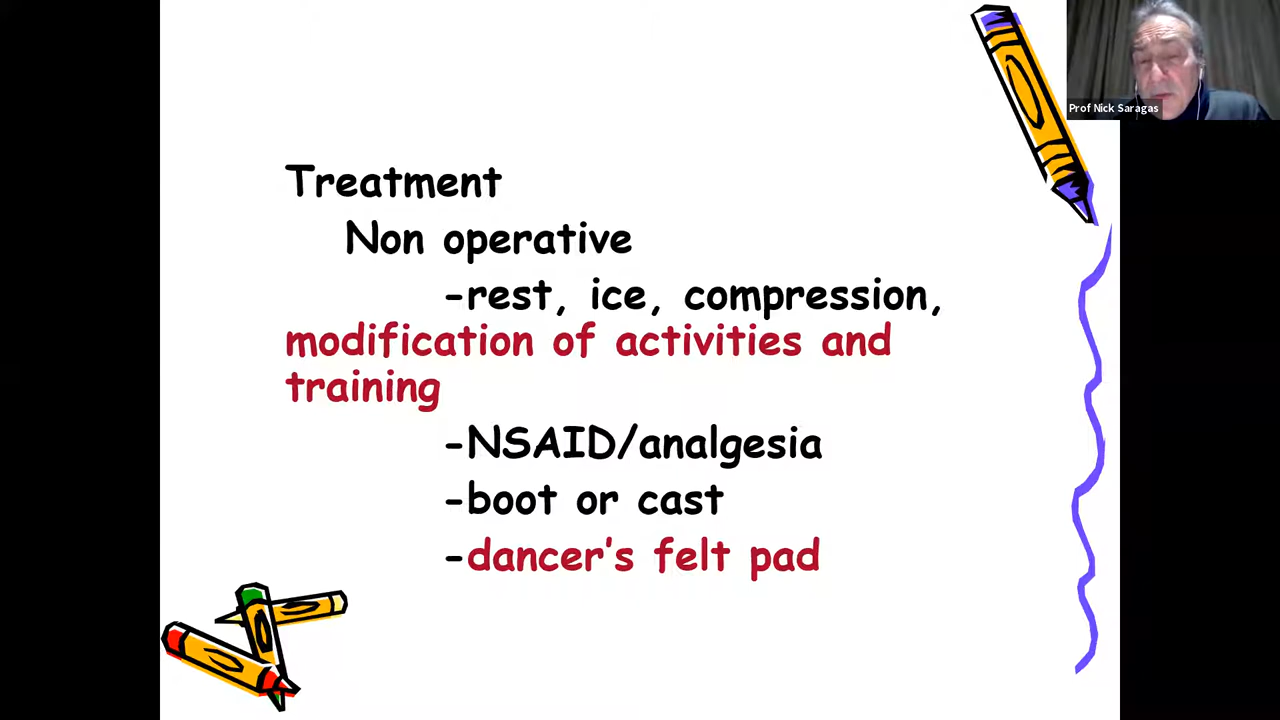 Prof Nick Saragas
Treatment
Non operative
-rest, ice, compression,
modification of activities and
training
-NSAID/analgesia
-boot or cast
-dancer's felt pad